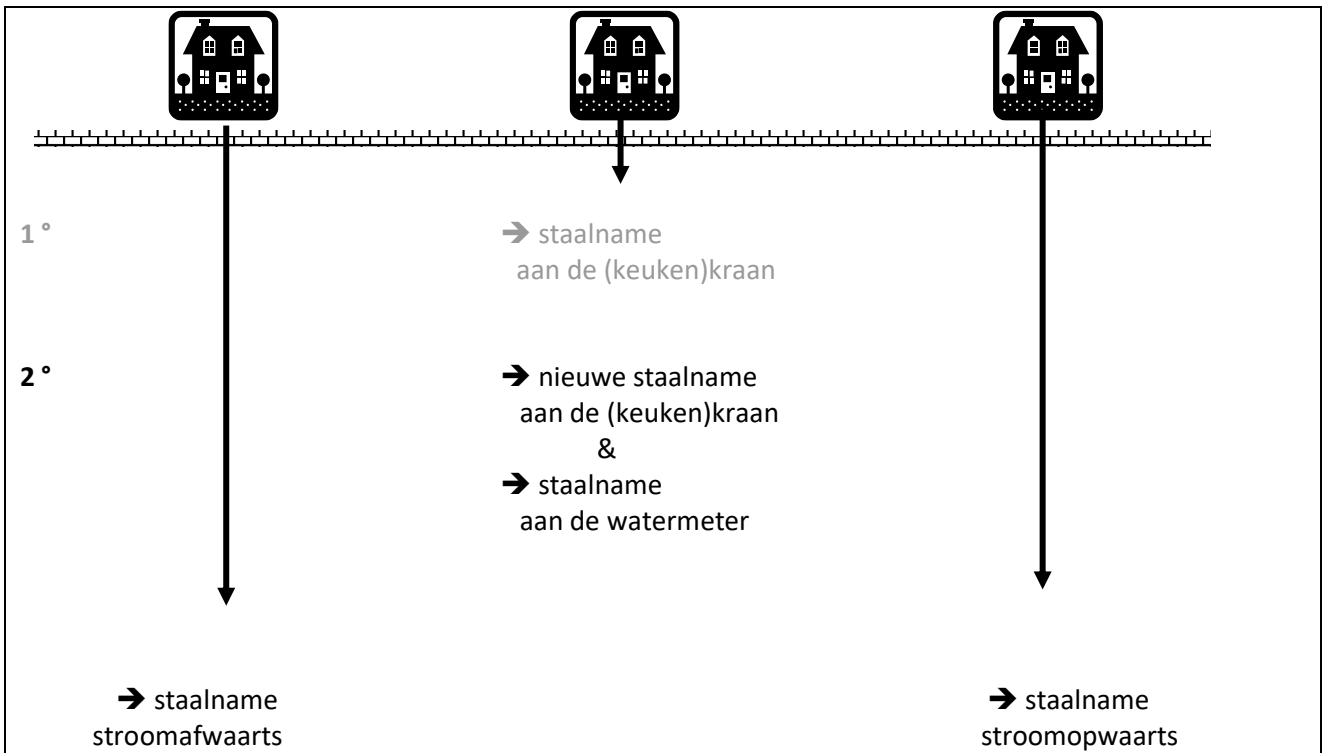 1 °
➔ staalname
aan de (keuken)kraan
2 °
➔ nieuwe staalname
aan de (keuken)kraan
&
➔ staalname
aan de watermeter
➔ staalname
stroomafwaarts
➔ staalname
stroomopwaarts